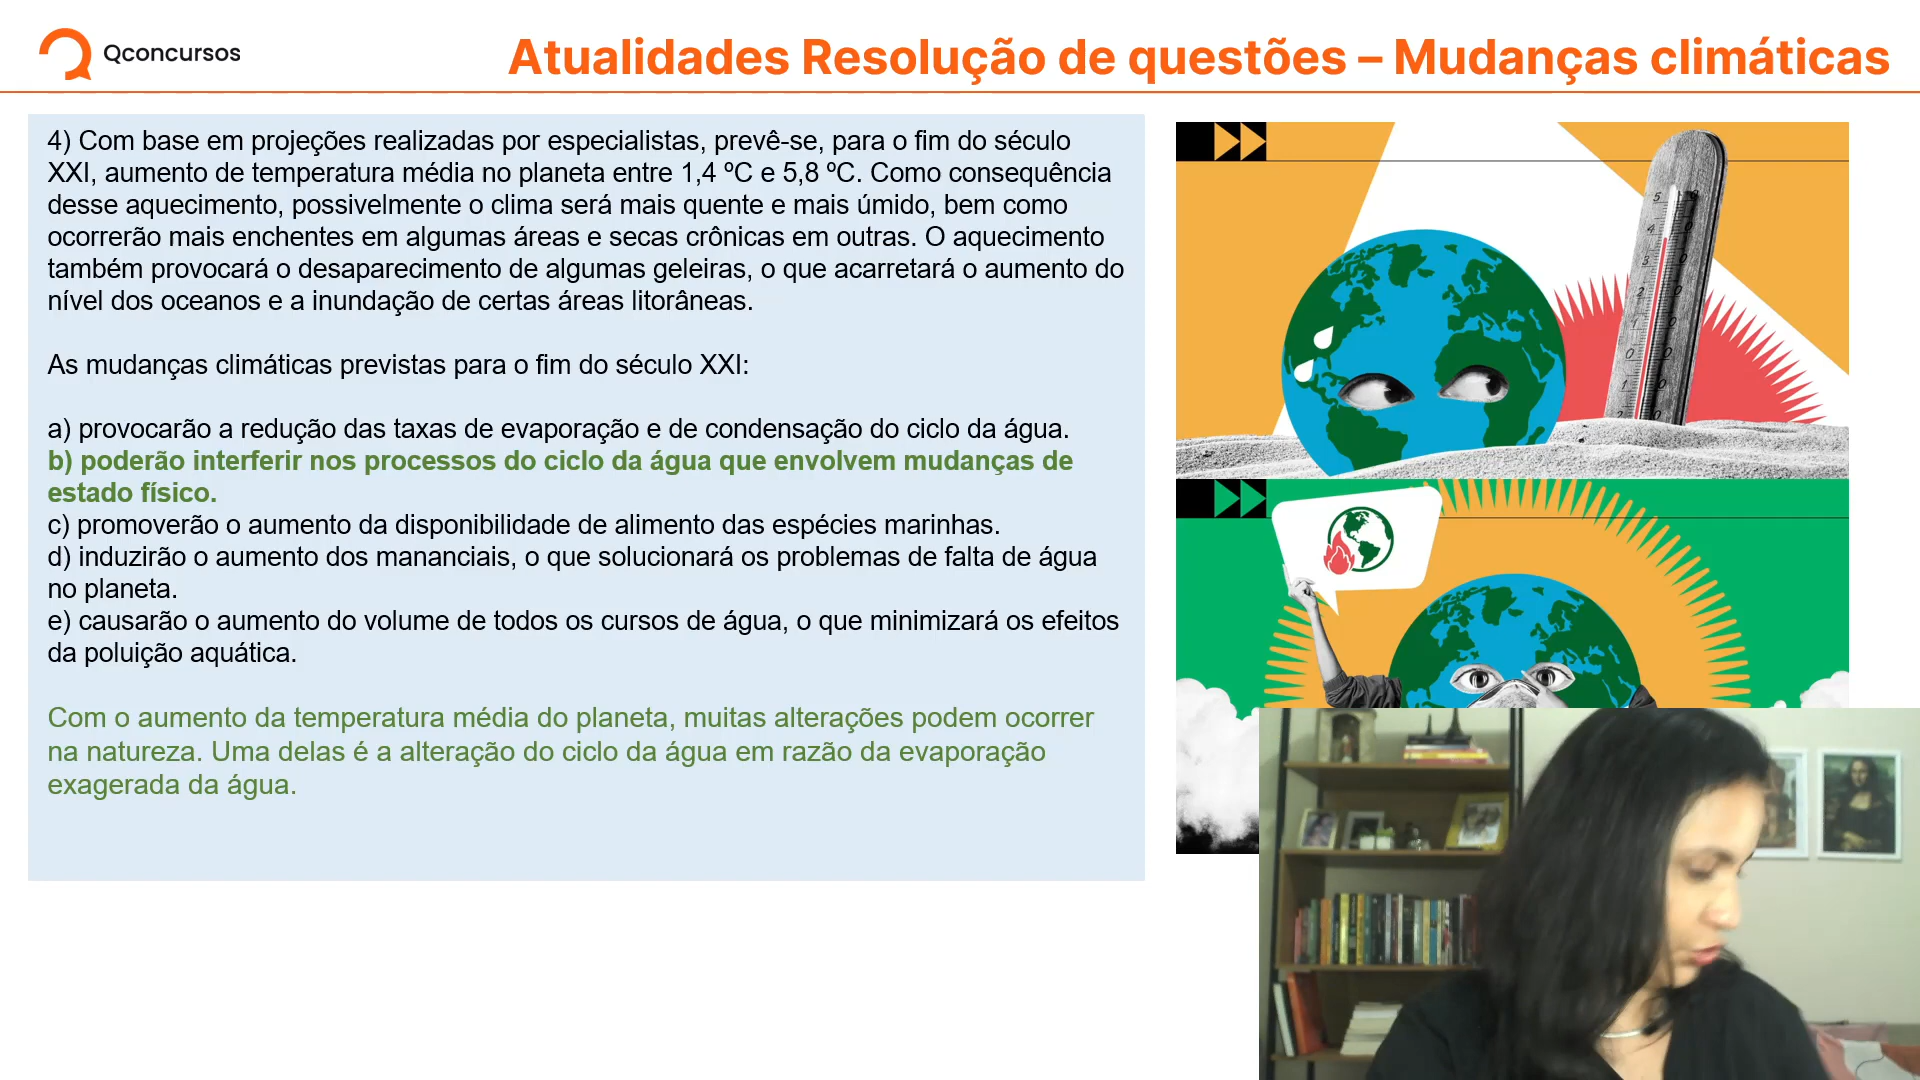 Qconcursos
Atualidades Resolução de questões – Mudanças climáticas
4) Com base em projeções realizadas por especialistas, prevê-se, para o fim do século
XXI, aumento de temperatura média no planeta entre 1,4 ºC e 5,8 ºC. Como consequência
desse aquecimento, possivelmente o clima será mais quente e mais úmido, bem como
ocorrerão mais enchentes em algumas áreas e secas crônicas em outras. O aquecimento
também provocará o desaparecimento de algumas geleiras, o que acarretará o aumento do
nível dos oceanos e a inundação de certas áreas litorâneas.
As mudanças climáticas previstas para o fim do século XXI:
a) provocarão a redução das taxas de evaporação e de condensação do ciclo da água.
b) poderão interferir nos processos do ciclo da água que envolvem mudanças de
estado físico.
c) promoverão o aumento da disponibilidade de alimento das espécies marinhas.
d) induzirão o aumento dos mananciais, o que solucionará os problemas de falta de água
no planeta.
e) causarão o aumento do volume de todos os cursos de água, o que minimizará os efeitos
da poluição aquática.
Com o aumento da temperatura média do planeta, muitas alterações podem ocorrer
na natureza. Uma delas é a alteração do ciclo da água em razão da evaporação
exagerada da água.